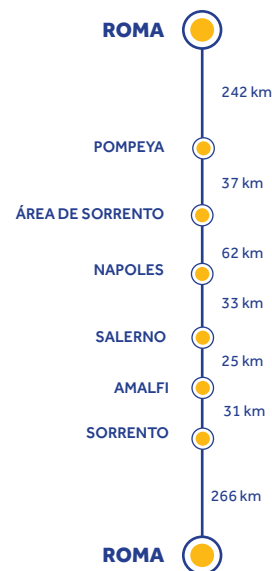 ROMA
242 km
POMPEYA
37 km
ÁREA DE SORRENTO
62 km
NAPOLES
33 km
SALERNO
25 km
AMALFI
31 km
SORRENTO
266 km
ROMA